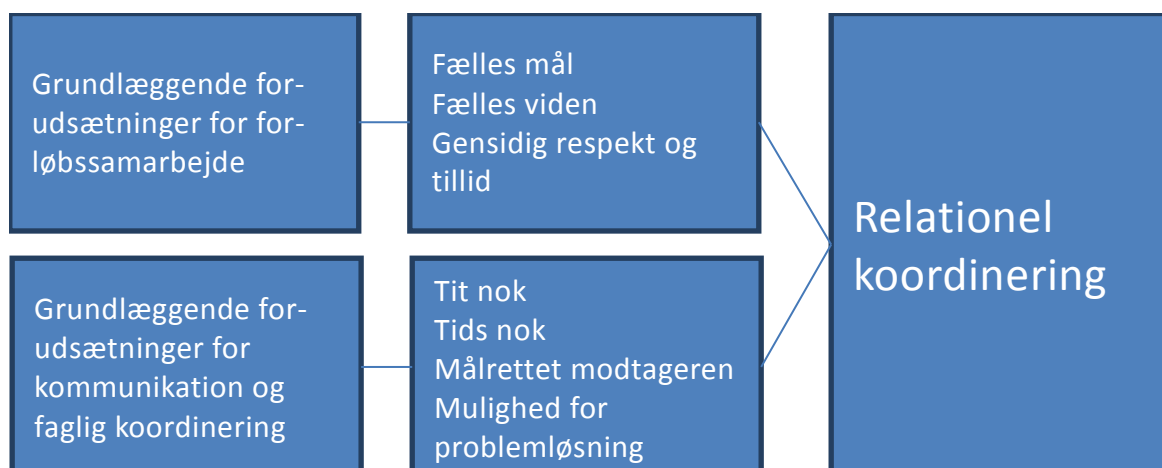 Grundlæggende for-
udsætninger for for-
løbssamarbejde
Fælles mål
Fælles viden
Gensidig respekt og
tillid
Grundlæggende for-
udsætninger for
kommunikation og
faglig koordinering
Tit nok
Tids nok
Målrettet modtageren
Mulighed for
problemløsning
Relationel
koordinering